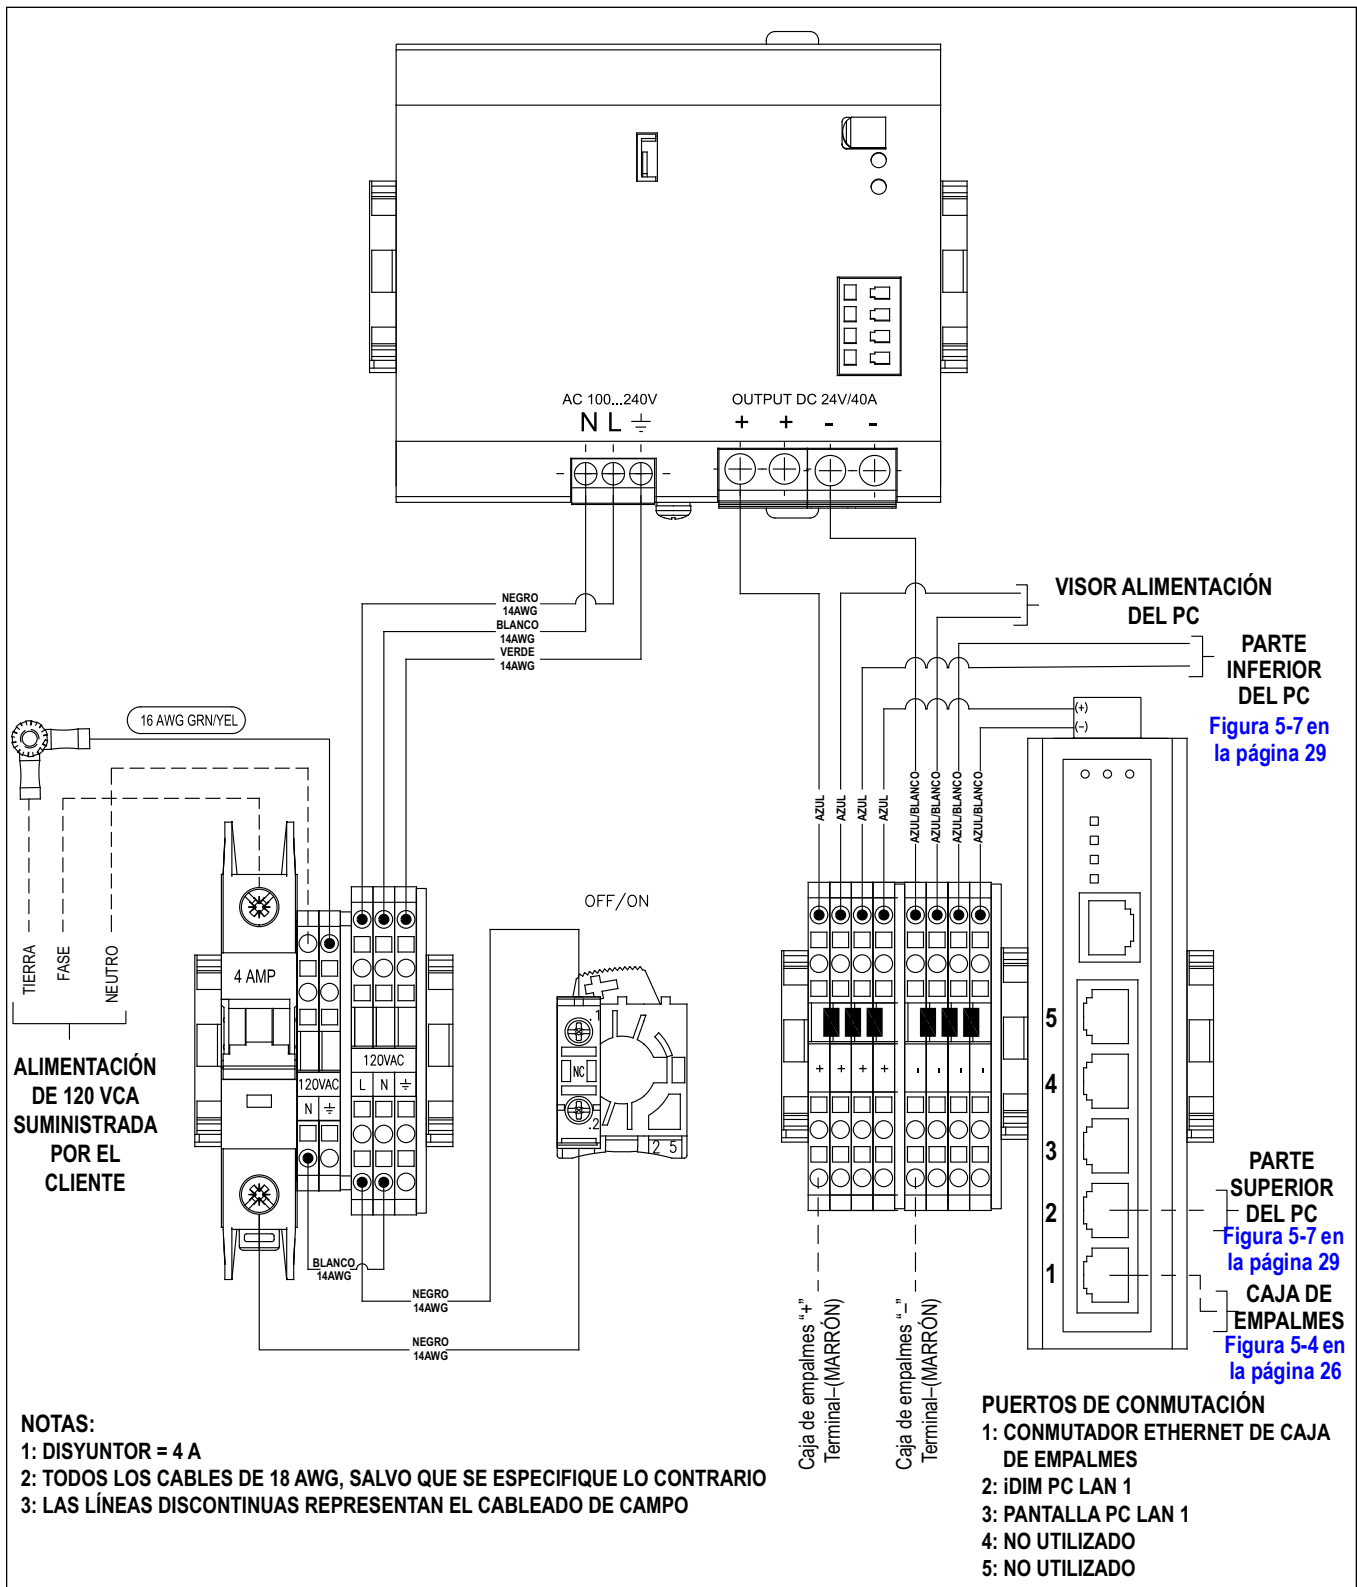 AC 100...240V
OUTPUT DC 24V/40A
N L
+ + - -
NEGRO
14AWG
BLANCO
14AWG
VERDE
14AWG
VISOR ALIMENTACIÓN
DEL PC
PARTE
INFERIOR
DEL PC
Figura 5-7 en
la página 29
(+)
(–)
16 AWG GRN/YEL
AZUL
AZUL
AZUL
AZUL
AZUL/BLANCO
AZUL/BLANCO
AZUL/BLANCO
AZUL/BLANCO
OFF/ON
TIERRA
FASE
NEUTRO
4 AMP
120VAC
N
120VAC
L N
.1
NC
.2
2 5
+ + + +
- - - -
ALIMENTACIÓN
DE 120 VCA
SUMINISTRADA
POR EL
CLIENTE
5
4
3
2
1
PARTE
SUPERIOR
DEL PC
Figura 5-7 en
la página 29
CAJA DE
EMPALMES
Figura 5-4 en
la página 26
BLANCO
14AWG
NEGRO
14AWG
NEGRO
14AWG
Caja de empalmes “+”
Terminal–(MARRÓN)
Caja de empalmes “–”
Terminal–(MARRÓN)
NOTAS:
1: DISYUNTOR = 4 A
2: TODOS LOS CABLES DE 18 AWG, SALVO QUE SE ESPECIFIQUE LO CONTRARIO
3: LAS LÍNEAS DISCONTINUAS REPRESENTAN EL CABLEADO DE CAMPO
PUERTOS DE CONMUTACIÓN
1: CONMUTADOR ETHERNET DE CAJA
DE EMPALMES
2: iDIM PC LAN 1
3: PANTALLA PC LAN 1
4: NO UTILIZADO
5: NO UTILIZADO